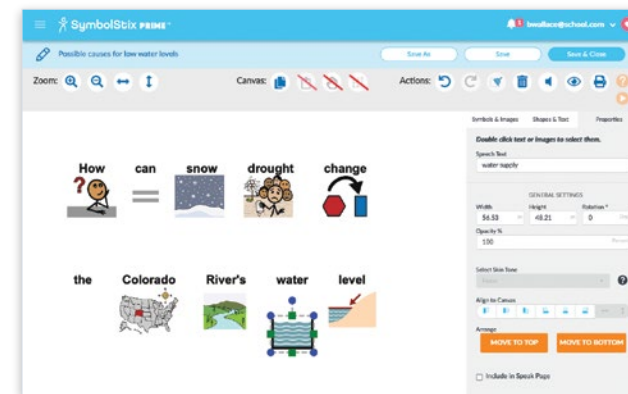 SymbolStix PRIME
1 bwallace@school.com
Possible causes for low water levels Save As Save Save & Close
Zoom: Canvas: Actions:
Symbols & Images Shapes & Text Properties
Double click text or images to select them.
Speech Text
water supply
GENERAL SETTINGS
Width Height Rotation °
56.53 48.21 0
Opacity %
100
Select Skin Tone
Align to Canvas
Arrange
MOVE TO TOP MOVE TO BOTTOM
Include in Speak Page
How can snow drought change
the Colorado River's water level